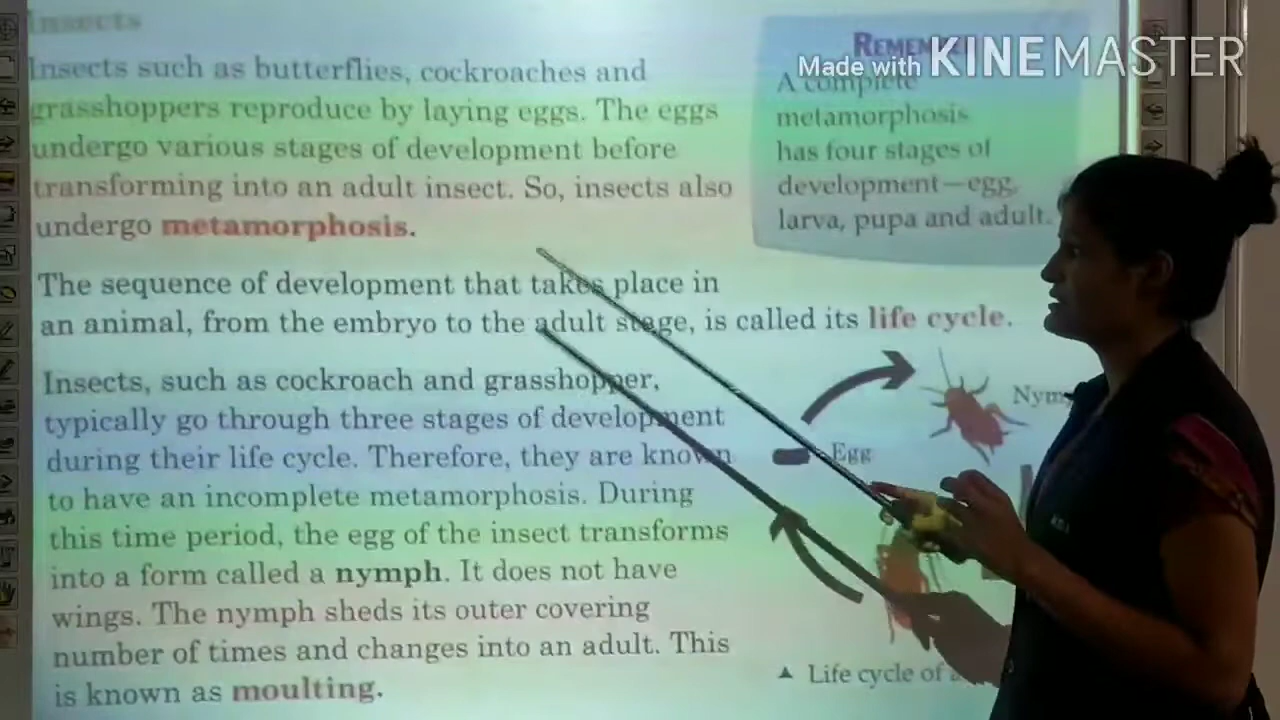 Insects
Insects such as butterflies, cockroaches and
grasshoppers reproduce by laying eggs. The eggs
undergo various stages of development before
transforming into an adult insect. So, insects also
undergo metamorphosis.
The sequence of development that takes place in
an animal, from the embryo to the adult stage, is called its life cycle.
Insects, such as cockroach and grasshopper,
typically go through three stages of development
during their life cycle. Therefore, they are known
to have an incomplete metamorphosis. During
this time period, the egg of the insect transforms
into a form called a nymph. It does not have
wings. The nymph sheds its outer covering
number of times and changes into an adult. This
is known as moulting.
Made with KINEMASTER
A complete
metamorphosis
has four stages of
development—egg,
larva, pupa and adult.
Egg
Life cycle of